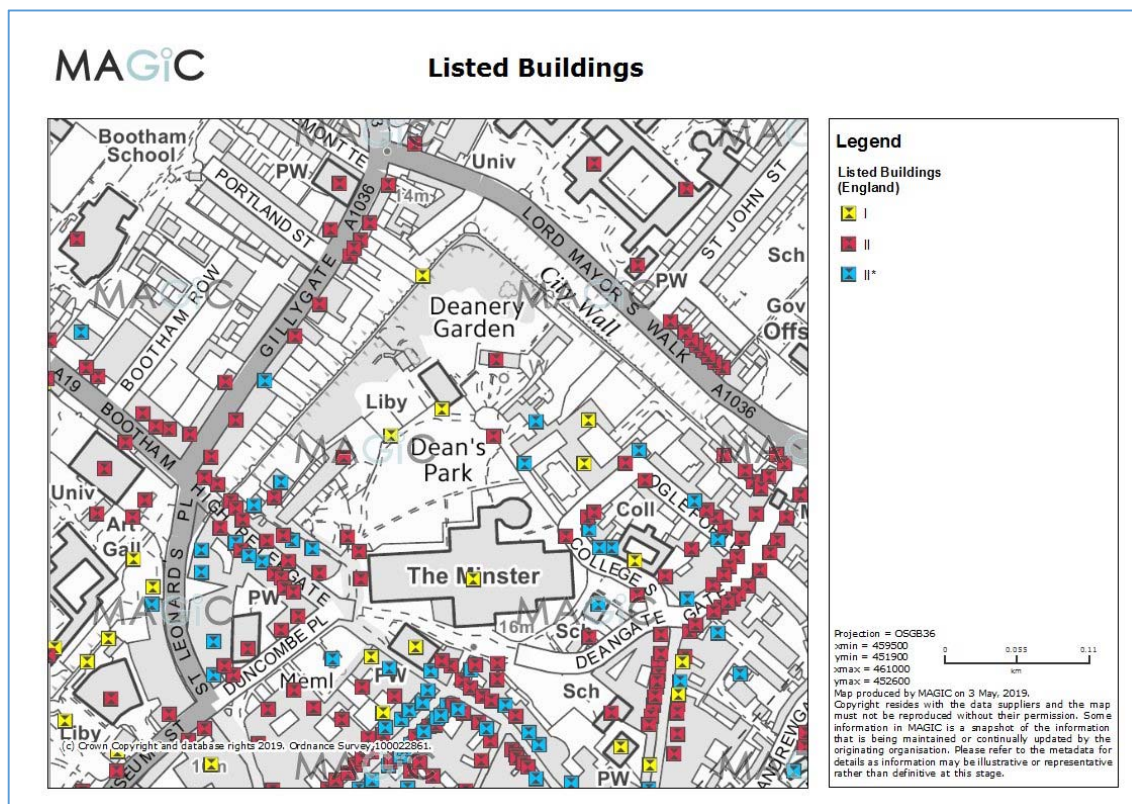 MAGiC
Listed Buildings
Bootham
School
PW
PORTLAND ST
A1036
14m
Univ
LORD MAYOR'S WALK
ST JOHN ST
Sch
PW
BOOTHAM ROW
GILLYGATE
Deanery
Garden
City Wall
Gov
Offs
A19
BOOTHAM
Liby
Dean's
Park
A1036
Univ
Art
Gall
ST LEONARD'S PL
HIGH PETERGATE
OGLEFORTH
Coll
The Minster
COLLEGE S
PW
16m
Sch
DEANGATE
GATE
DUNCOMBE PL
Meml
PW
Sch
Liby
PW
(c) Crown Copyright and database rights 2019. Ordnance Survey 100022861.
Legend
Listed Buildings
(England)
I
II
II*
Projection = OSGB36
xmin = 459500
ymin = 451900
xmax = 461000
ymax = 452600
0 0.055 0.11
km
Map produced by MAGIC on 3 May, 2019.
Copyright resides with the data suppliers and the map
must not be reproduced without their permission. Some
information in MAGIC is a snapshot of the information
that is being maintained or continually updated by the
originating organisation. Please refer to the metadata for
details as information may be illustrative or representative
rather than definitive at this stage.